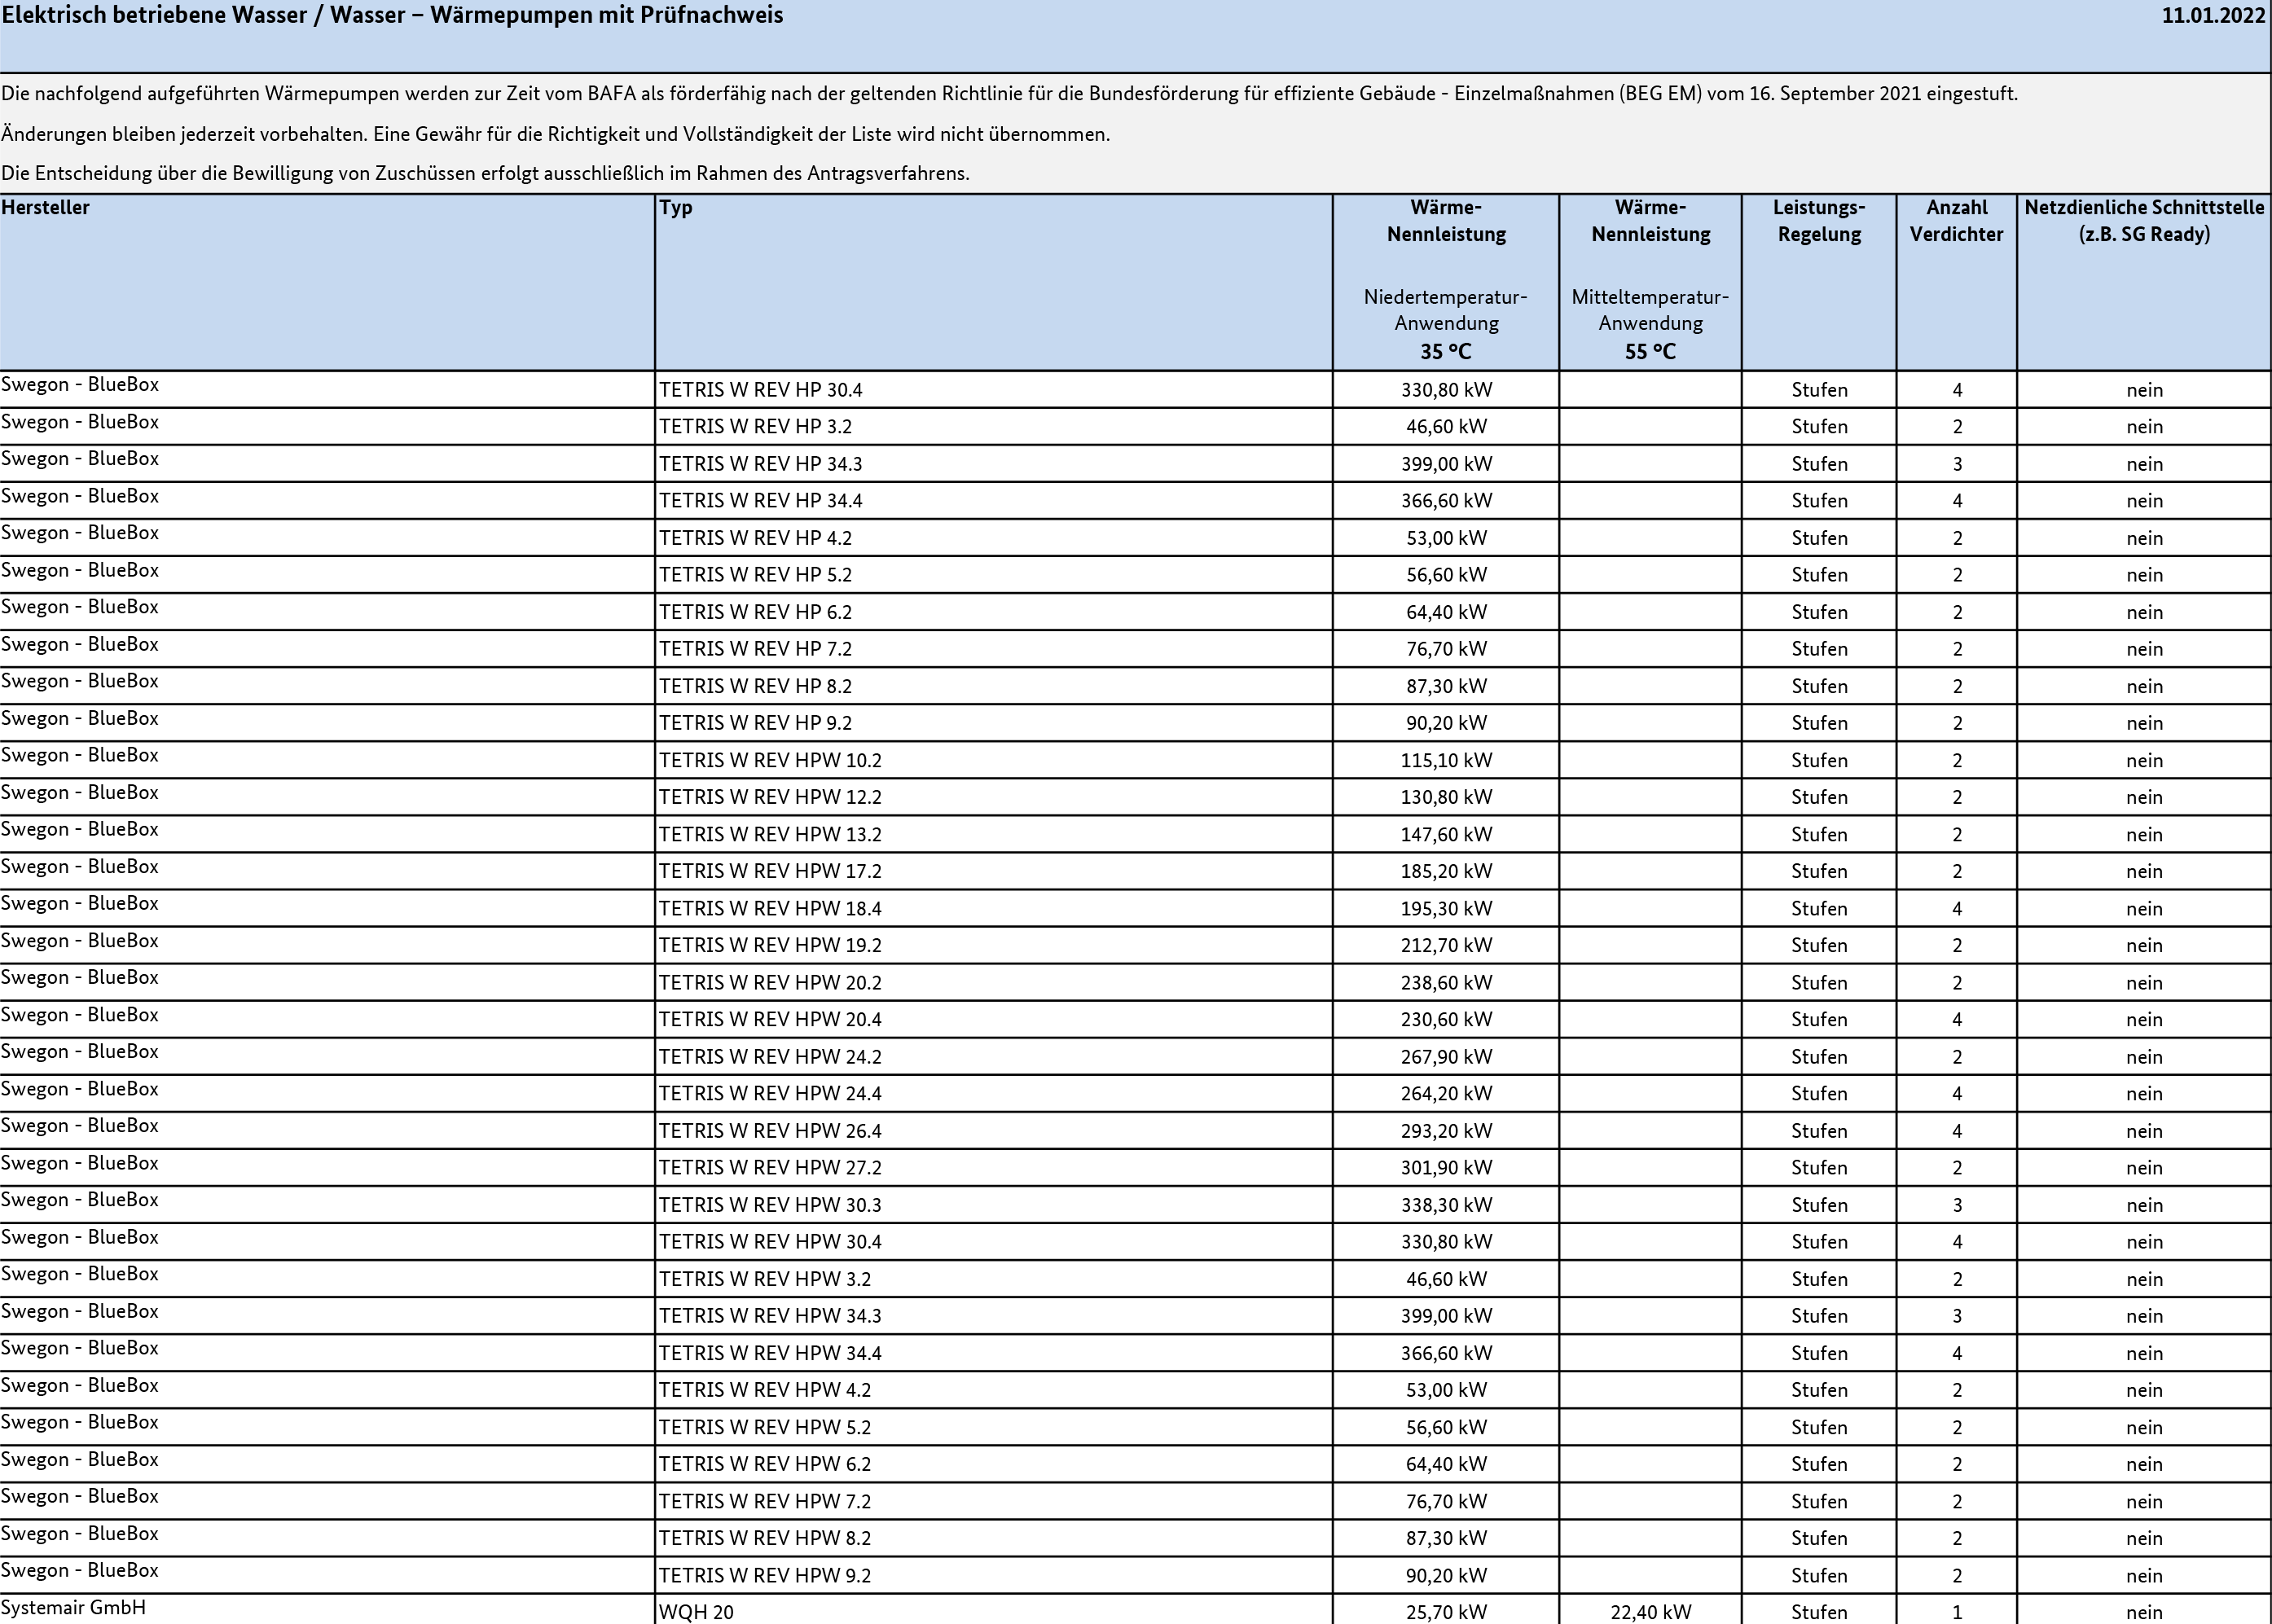 Elektrisch betriebene Wasser / Wasser – Wärmepumpen mit Prüfnachweis 11.01.2022
Die nachfolgend aufgeführten Wärmepumpen werden zur Zeit vom BAFA als förderfähig nach der geltenden Richtlinie für die Bundesförderung für effiziente Gebäude - Einzelmaßnahmen (BEG EM) vom 16. September 2021 eingestuft.
Änderungen bleiben jederzeit vorbehalten. Eine Gewähr für die Richtigkeit und Vollständigkeit der Liste wird nicht übernommen.
Die Entscheidung über die Bewilligung von Zuschüssen erfolgt ausschließlich im Rahmen des Antragsverfahrens.
Hersteller Typ Wärme- Wärme- Leistungs- Anzahl Netzdienliche Schnittstelle
Nennleistung Nennleistung Regelung Verdichter (z.B. SG Ready)
Niedertemperatur- Mitteltemperatur-
Anwendung Anwendung
35 °C 55 °C
Swegon - BlueBox TETRIS W REV HP 30.4 330,80 kW Stufen 4 nein
Swegon - BlueBox TETRIS W REV HP 3.2 46,60 kW Stufen 2 nein
Swegon - BlueBox TETRIS W REV HP 34.3 399,00 kW Stufen 3 nein
Swegon - BlueBox TETRIS W REV HP 34.4 366,60 kW Stufen 4 nein
Swegon - BlueBox TETRIS W REV HP 4.2 53,00 kW Stufen 2 nein
Swegon - BlueBox TETRIS W REV HP 5.2 56,60 kW Stufen 2 nein
Swegon - BlueBox TETRIS W REV HP 6.2 64,40 kW Stufen 2 nein
Swegon - BlueBox TETRIS W REV HP 7.2 76,70 kW Stufen 2 nein
Swegon - BlueBox TETRIS W REV HP 8.2 87,30 kW Stufen 2 nein
Swegon - BlueBox TETRIS W REV HP 9.2 90,20 kW Stufen 2 nein
Swegon - BlueBox TETRIS W REV HPW 10.2 115,10 kW Stufen 2 nein
Swegon - BlueBox TETRIS W REV HPW 12.2 130,80 kW Stufen 2 nein
Swegon - BlueBox TETRIS W REV HPW 13.2 147,60 kW Stufen 2 nein
Swegon - BlueBox TETRIS W REV HPW 17.2 185,20 kW Stufen 2 nein
Swegon - BlueBox TETRIS W REV HPW 18.4 195,30 kW Stufen 4 nein
Swegon - BlueBox TETRIS W REV HPW 19.2 212,70 kW Stufen 2 nein
Swegon - BlueBox TETRIS W REV HPW 20.2 238,60 kW Stufen 2 nein
Swegon - BlueBox TETRIS W REV HPW 20.4 230,60 kW Stufen 4 nein
Swegon - BlueBox TETRIS W REV HPW 24.2 267,90 kW Stufen 2 nein
Swegon - BlueBox TETRIS W REV HPW 24.4 264,20 kW Stufen 4 nein
Swegon - BlueBox TETRIS W REV HPW 26.4 293,20 kW Stufen 4 nein
Swegon - BlueBox TETRIS W REV HPW 27.2 301,90 kW Stufen 2 nein
Swegon - BlueBox TETRIS W REV HPW 30.3 338,30 kW Stufen 3 nein
Swegon - BlueBox TETRIS W REV HPW 30.4 330,80 kW Stufen 4 nein
Swegon - BlueBox TETRIS W REV HPW 3.2 46,60 kW Stufen 2 nein
Swegon - BlueBox TETRIS W REV HPW 34.3 399,00 kW Stufen 3 nein
Swegon - BlueBox TETRIS W REV HPW 34.4 366,60 kW Stufen 4 nein
Swegon - BlueBox TETRIS W REV HPW 4.2 53,00 kW Stufen 2 nein
Swegon - BlueBox TETRIS W REV HPW 5.2 56,60 kW Stufen 2 nein
Swegon - BlueBox TETRIS W REV HPW 6.2 64,40 kW Stufen 2 nein
Swegon - BlueBox TETRIS W REV HPW 7.2 76,70 kW Stufen 2 nein
Swegon - BlueBox TETRIS W REV HPW 8.2 87,30 kW Stufen 2 nein
Swegon - BlueBox TETRIS W REV HPW 9.2 90,20 kW Stufen 2 nein
Systemair GmbH WQH 20 25,70 kW 22,40 kW Stufen 1 nein